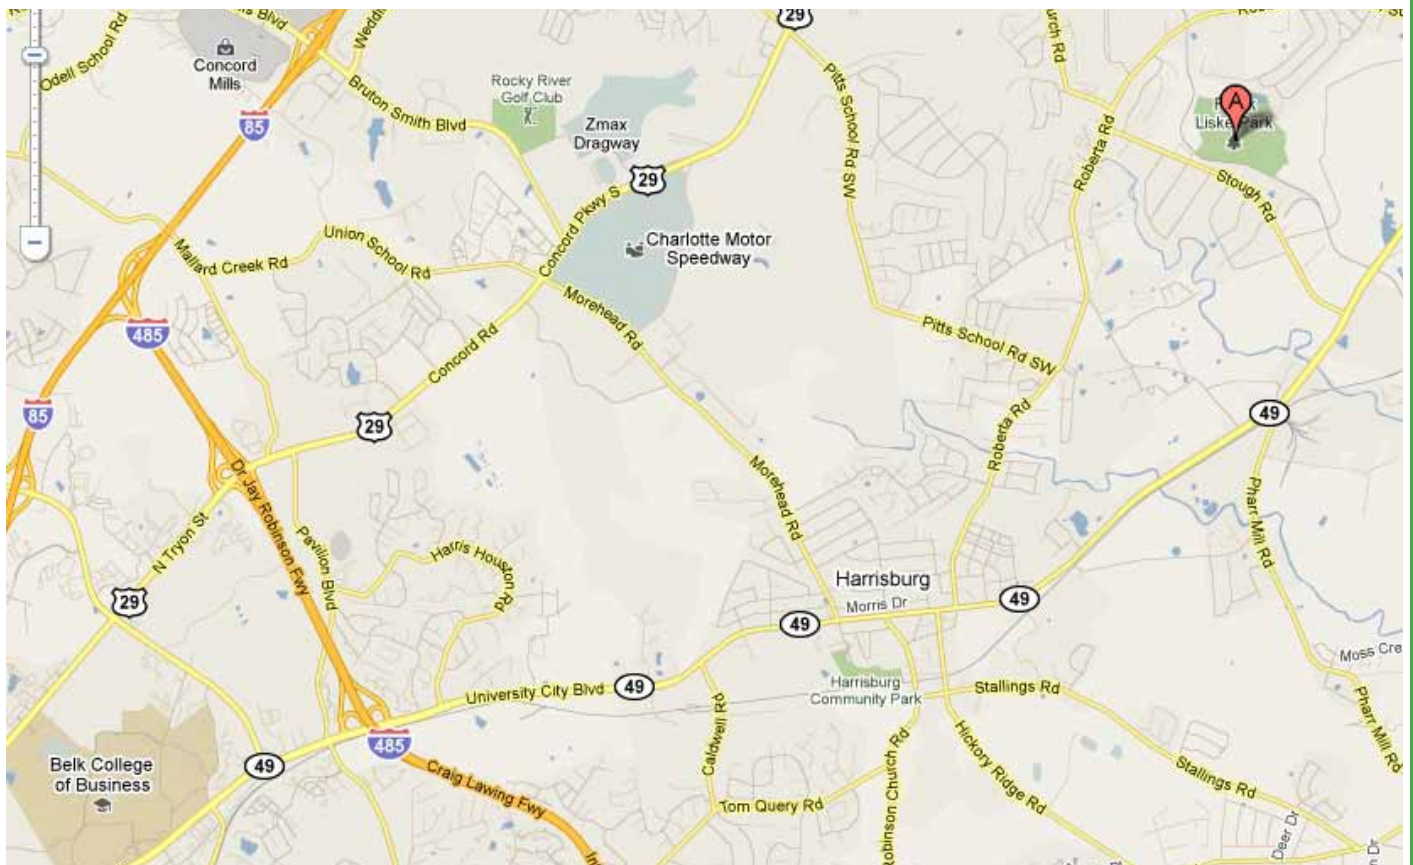 29
Odell School Rd
Concord
Mills
Bruton Smith Blvd
Rocky River
Golf Club
Zmax
Dragway
Pitts School Rd SW
Liske Park
85
29
Roberta Rd
Stough Rd
Concord Pkwy S
Charlotte Motor
Speedway
Union School Rd
Mallard Creek Rd
Morehead Rd
485
Concord Rd
Pitts School Rd SW
85
29
49
Roberta Rd
Dr Jay Robinson Fwy
Morehead Rd
Pharr Mill Rd
N Tryon St
Pavilion Blvd
Harris Houston Rd
29
Harrisburg
Morris Dr
49
49
Moss Cre
University City Blvd
49
Harrisburg
Community Park
Stallings Rd
Caldwell Rd
Pharr Mill Rd
485
49
Belk College
of Business
Craig Lawing Fwy
Hickory Ridge Rd
Stallings Rd
Tom Query Rd
Robinson Church Rd
Deer Dr